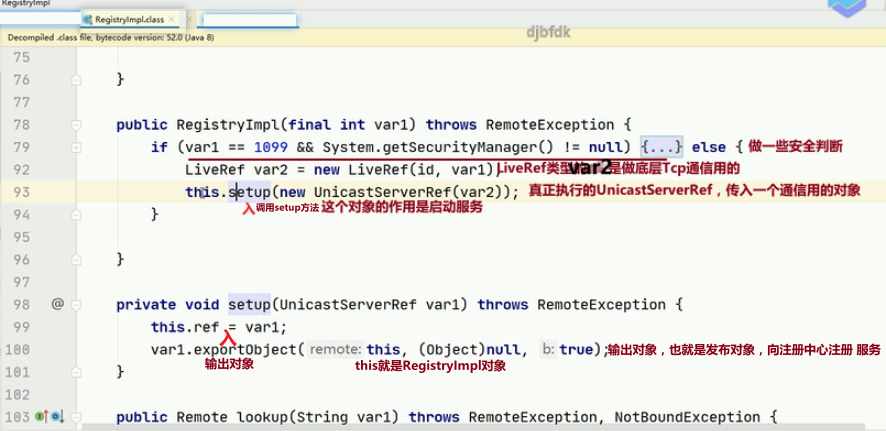 RegistryImpl
RegistryImpl.class
Decompiled .class file, bytecode version: 52.0 (Java 8)
djbfdk
75
76 }
77
78 public RegistryImpl(final int var1) throws RemoteException {
79 if (var1 == 1099 && System.getSecurityManager() != null) {...} else { 做一些安全判断
92 LiveRef var2 = new LiveRef(id, var1); LiveRef类型 var2 是做底层Tcp通信用的
93 this.setup(new UnicastServerRef(var2)); 真正执行的UnicastServerRef，传入一个通信用的对象
94 } 入 调用setup方法 这个对象的作用是启动服务
95
96 }
97
98 @ private void setup(UnicastServerRef var1) throws RemoteException {
99 this.ref = var1;
入
100 var1.exportObject( remote: this, (Object)null, b: true); 输出对象，也就是发布对象，向注册中心注册 服务
输出对象 this就是RegistryImpl对象
101 }
102
103 public Remote lookup(String var1) throws RemoteException, NotBoundException {